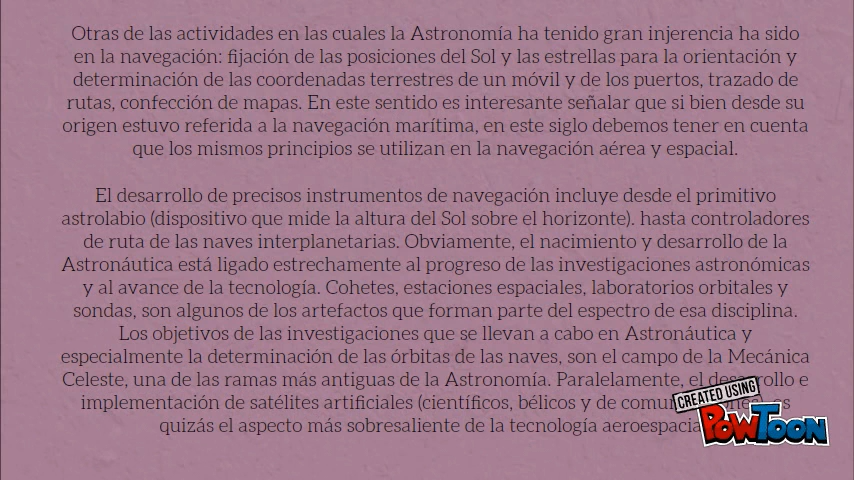 Otras de las actividades en las cuales la Astronomía ha tenido gran injerencia ha sido
en la navegación: fijación de las posiciones del Sol y las estrellas para la orientación y
determinación de las coordenadas terrestres de un móvil y de los puertos, trazado de
rutas, confección de mapas. En este sentido es interesante señalar que si bien desde su
origen estuvo referida a la navegación marítima, en este siglo debemos tener en cuenta
que los mismos principios se utilizan en la navegación aérea y espacial.
El desarrollo de precisos instrumentos de navegación incluye desde el primitivo
astrolabio (dispositivo que mide la altura del Sol sobre el horizonte). hasta controladores
de ruta de las naves interplanetarias. Obviamente, el nacimiento y desarrollo de la
Astronáutica está ligado estrechamente al progreso de las investigaciones astronómicas
y al avance de la tecnología. Cohetes, estaciones espaciales, laboratorios orbitales y
sondas, son algunos de los artefactos que forman parte del espectro de esa disciplina.
Los objetivos de las investigaciones que se llevan a cabo en Astronáutica y
especialmente la determinación de las órbitas de las naves, son el campo de la Mecánica
Celeste, una de las ramas más antiguas de la Astronomía. Paralelamente, el desarrollo e
implementación de satélites artificiales (científicos, bélicos y de comunicaciones), es
quizás el aspecto más sobresaliente de la tecnología aeroespacial
CREATED USING
POWTOON